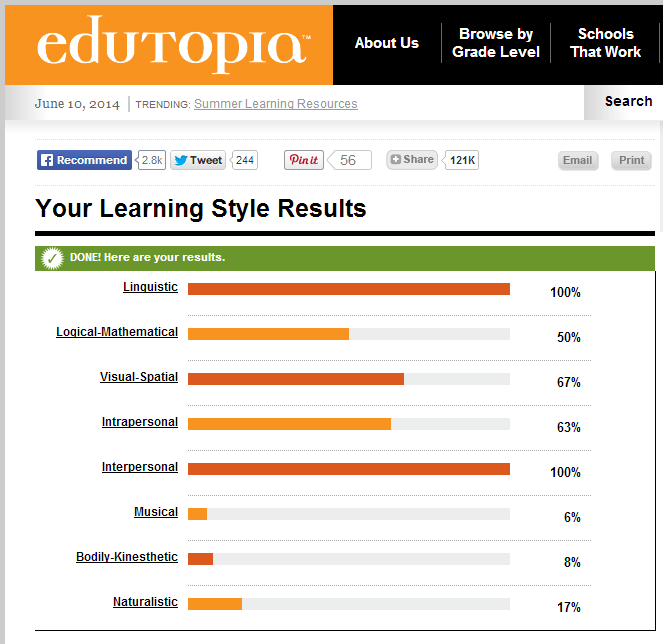 edutopia™
About Us
Browse by
Grade Level
Schools
That Work
June 10, 2014 | TRENDING: Summer Learning Resources
Search
Recommend 2.8k Tweet 244 Pin it 56 Share 121K Email Print
Your Learning Style Results
DONE! Here are your results.
Linguistic 100%
Logical-Mathematical 50%
Visual-Spatial 67%
Intrapersonal 63%
Interpersonal 100%
Musical 6%
Bodily-Kinesthetic 8%
Naturalistic 17%